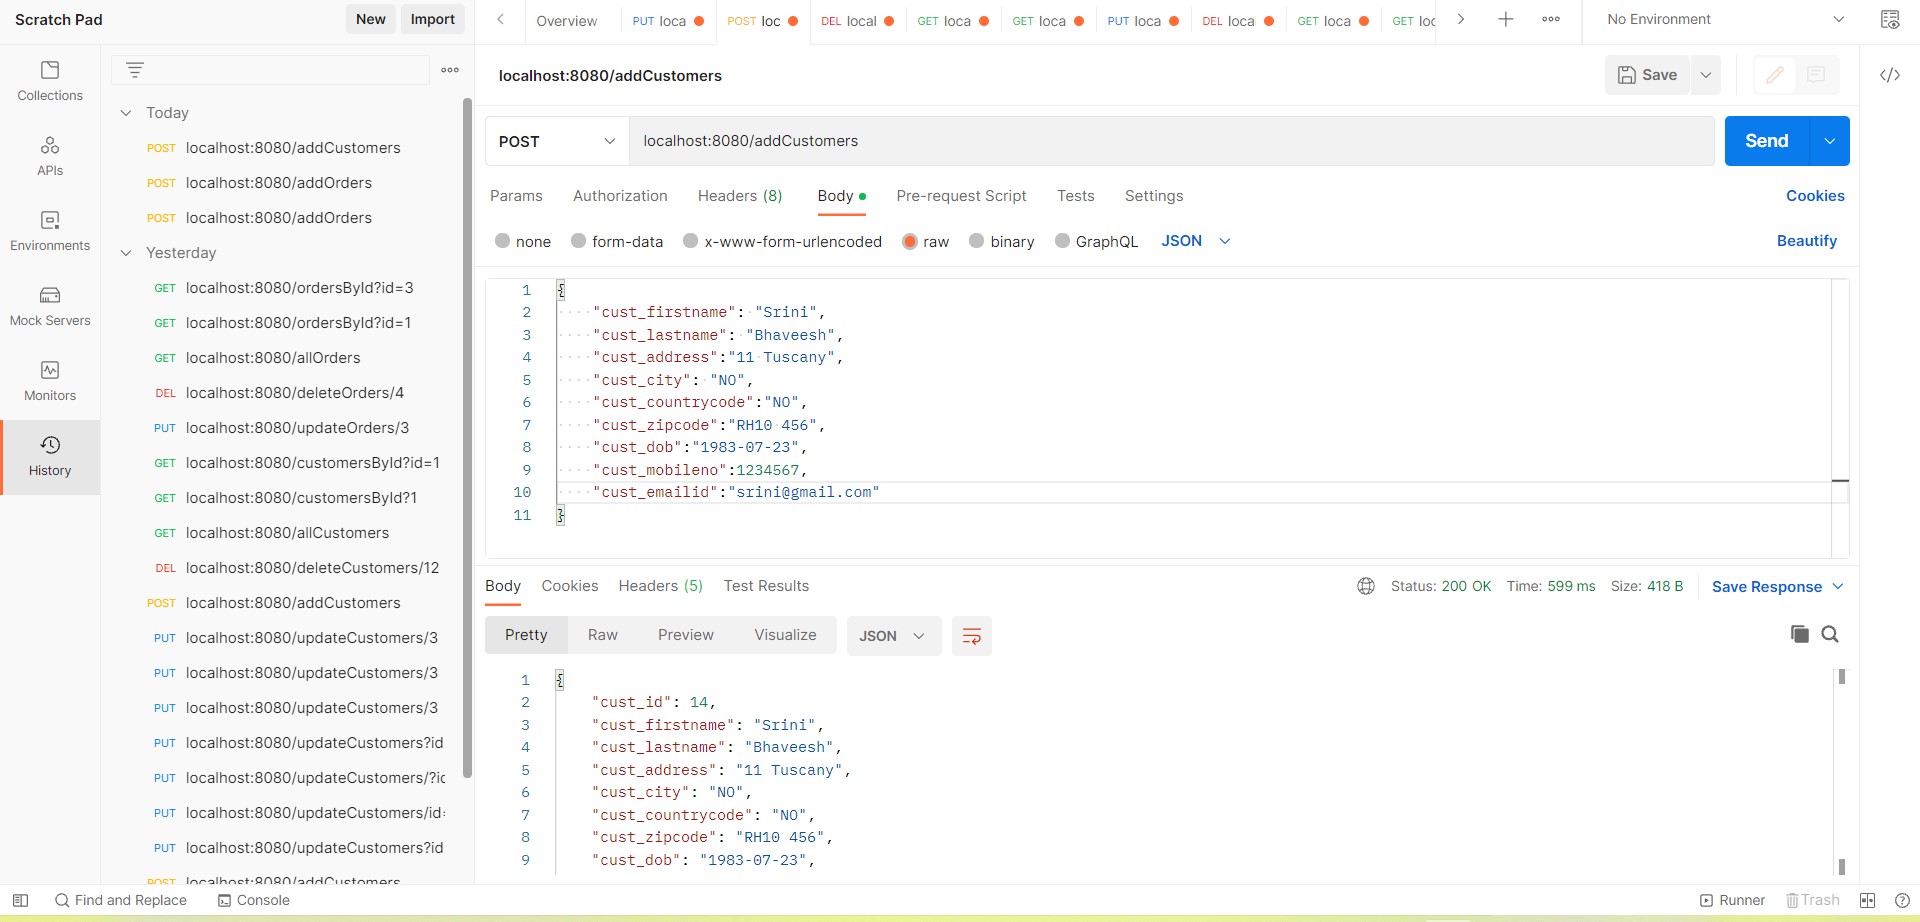 Scratch Pad
New
Import
Overview
PUT loca
POST loc
DEL local
GET loca
GET loca
PUT loca
DEL loca
GET loca
GET loc
No Environment
Collections
APIs
Environments
Mock Servers
Monitors
History
Today
POST localhost:8080/addCustomers
POST localhost:8080/addOrders
POST localhost:8080/addOrders
Yesterday
GET localhost:8080/ordersById?id=3
GET localhost:8080/ordersById?id=1
GET localhost:8080/allOrders
DEL localhost:8080/deleteOrders/4
PUT localhost:8080/updateOrders/3
GET localhost:8080/customersById?id=1
GET localhost:8080/customersById?1
GET localhost:8080/allCustomers
DEL localhost:8080/deleteCustomers/12
POST localhost:8080/addCustomers
PUT localhost:8080/updateCustomers/3
PUT localhost:8080/updateCustomers/3
PUT localhost:8080/updateCustomers/3
PUT localhost:8080/updateCustomers?id
PUT localhost:8080/updateCustomers/?id
PUT localhost:8080/updateCustomers/id=
PUT localhost:8080/updateCustomers?id
POST localhost:8080/addCustomers
localhost:8080/addCustomers
Save
POST
localhost:8080/addCustomers
Send
Params Authorization Headers (8) Body Pre-request Script Tests Settings
Cookies
none form-data x-www-form-urlencoded raw binary GraphQL JSON
Beautify
1 {
2 "cust_firstname": "Srini",
3 "cust_lastname": "Bhaveesh",
4 "cust_address":"11 Tuscany",
5 "cust_city": "NO",
6 "cust_countrycode":"NO",
7 "cust_zipcode":"RH10 456",
8 "cust_dob":"1983-07-23",
9 "cust_mobileno":1234567,
10 "cust_emailid":"srini@gmail.com"
11 }
Body Cookies Headers (5) Test Results
Status: 200 OK Time: 599 ms Size: 418 B
Save Response
Pretty Raw Preview Visualize JSON
1 {
2 "cust_id": 14,
3 "cust_firstname": "Srini",
4 "cust_lastname": "Bhaveesh",
5 "cust_address": "11 Tuscany",
6 "cust_city": "NO",
7 "cust_countrycode": "NO",
8 "cust_zipcode": "RH10 456",
9 "cust_dob": "1983-07-23",
Find and Replace
Console
Runner
Trash